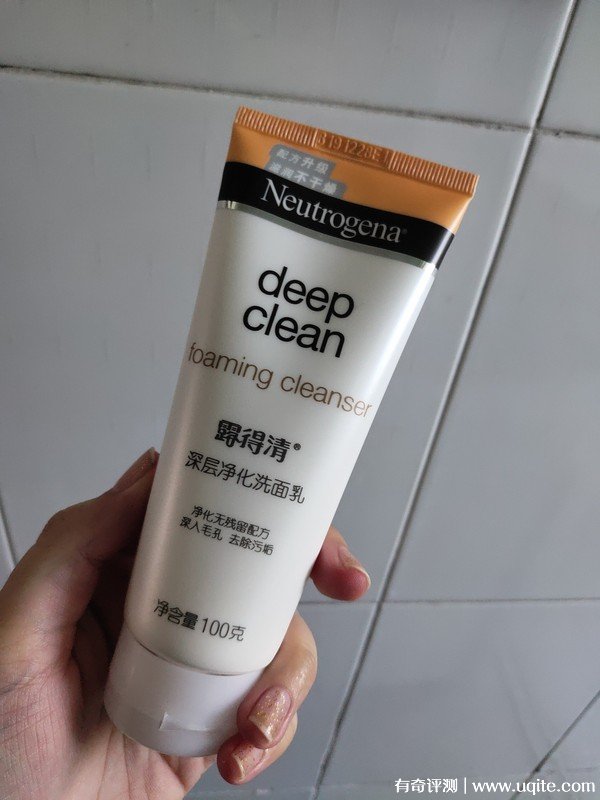 配方升级
滋润不干燥
Neutrogena®
deep
clean
foaming cleanser
露得清®
深层净化洗面乳
净化无残留配方
深入毛孔 去除污垢
净含量 100克
有奇评测 | www.uqite.com